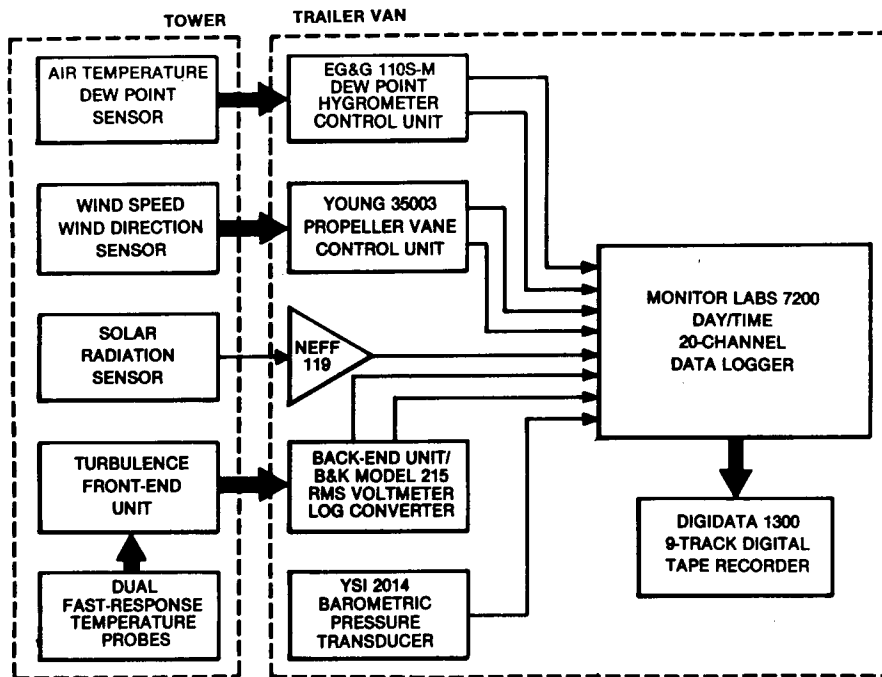 TOWER
TRAILER VAN
AIR TEMPERATURE
DEW POINT
SENSOR
EG&G 110S-M
DEW POINT
HYGROMETER
CONTROL UNIT
WIND SPEED
WIND DIRECTION
SENSOR
YOUNG 35003
PROPELLER VANE
CONTROL UNIT
SOLAR
RADIATION
SENSOR
NEFF
119
MONITOR LABS 7200
DAY/TIME
20-CHANNEL
DATA LOGGER
TURBULENCE
FRONT-END
UNIT
BACK-END UNIT/
B&K MODEL 215
RMS VOLTMETER
LOG CONVERTER
DIGIDATA 1300
9-TRACK DIGITAL
TAPE RECORDER
DUAL
FAST-RESPONSE
TEMPERATURE
PROBES
YSI 2014
BAROMETRIC
PRESSURE
TRANSDUCER